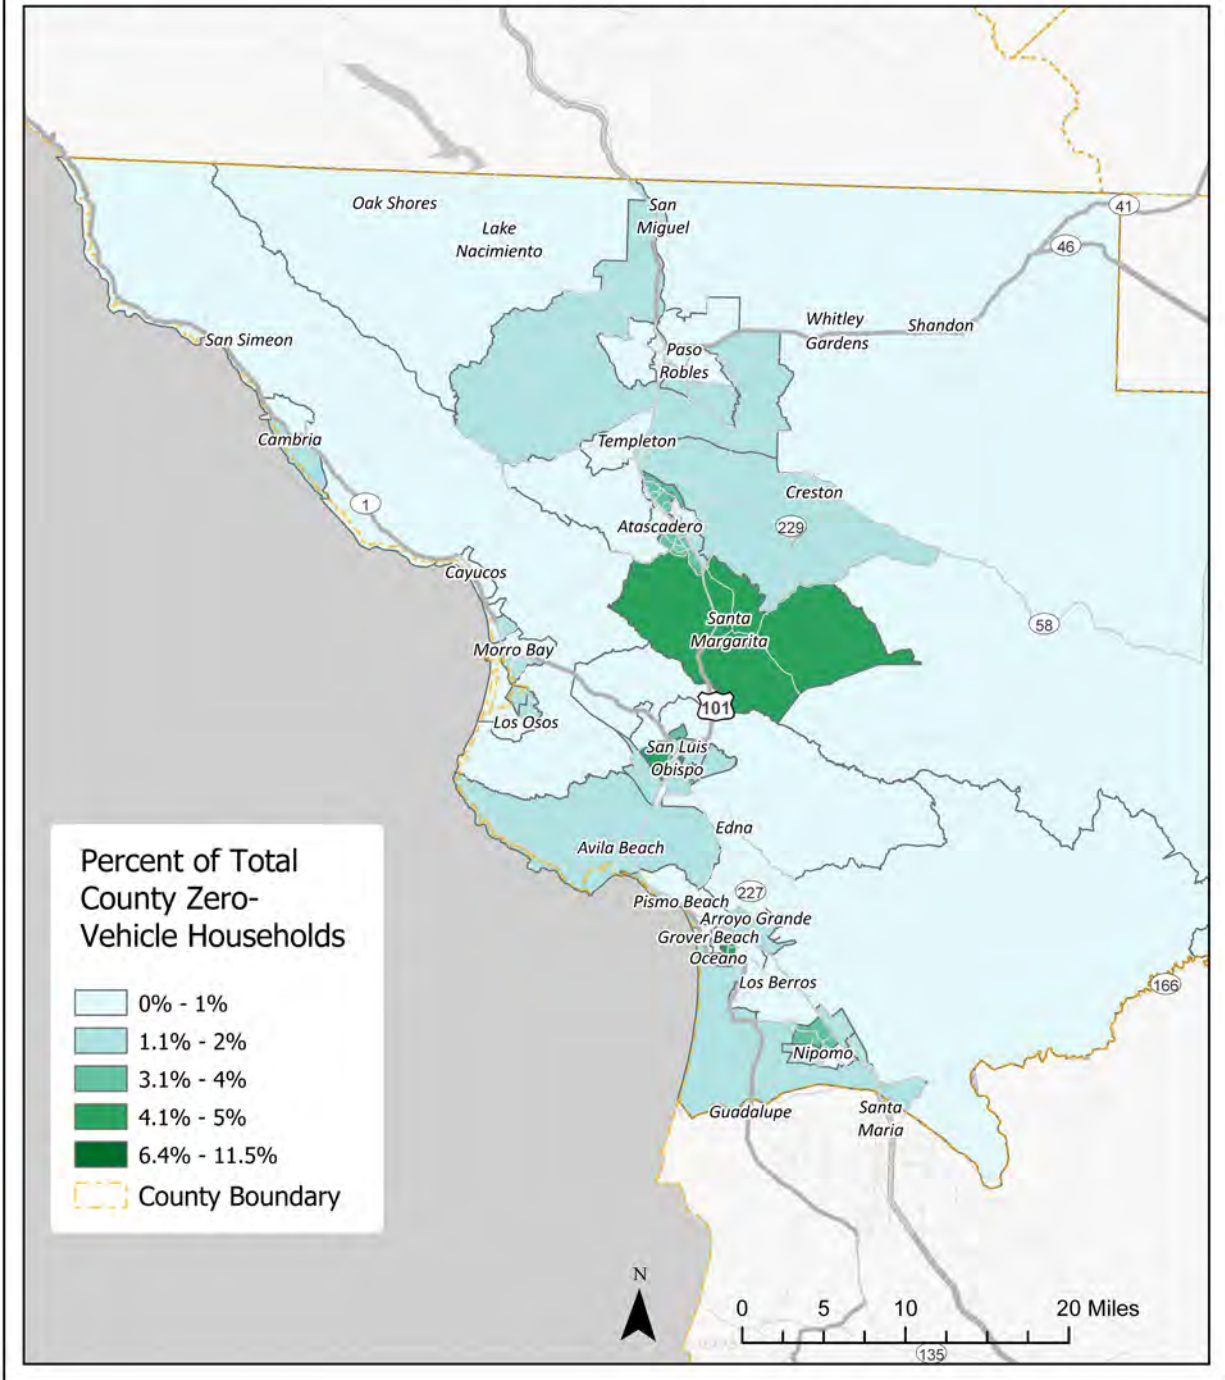 41
46
San
Miguel
Oak Shores
Lake
Nacimiento
Whitley
Gardens
Shandon
San Simeon
Paso
Robles
Cambria
Templeton
Creston
1
Atascadero
229
Cayucos
Santa
Margarita
58
Morro Bay
101
Los Osos
San Luis
Obispo
Edna
Avila Beach
227
Pismo Beach
Arroyo Grande
Grover Beach
Oceano
Los Berros
166
Nipomo
Guadalupe
Santa
Maria
Percent of Total
County Zero-
Vehicle Households
0% - 1%
1.1% - 2%
3.1% - 4%
4.1% - 5%
6.4% - 11.5%
County Boundary
N
0 5 10 20 Miles
135